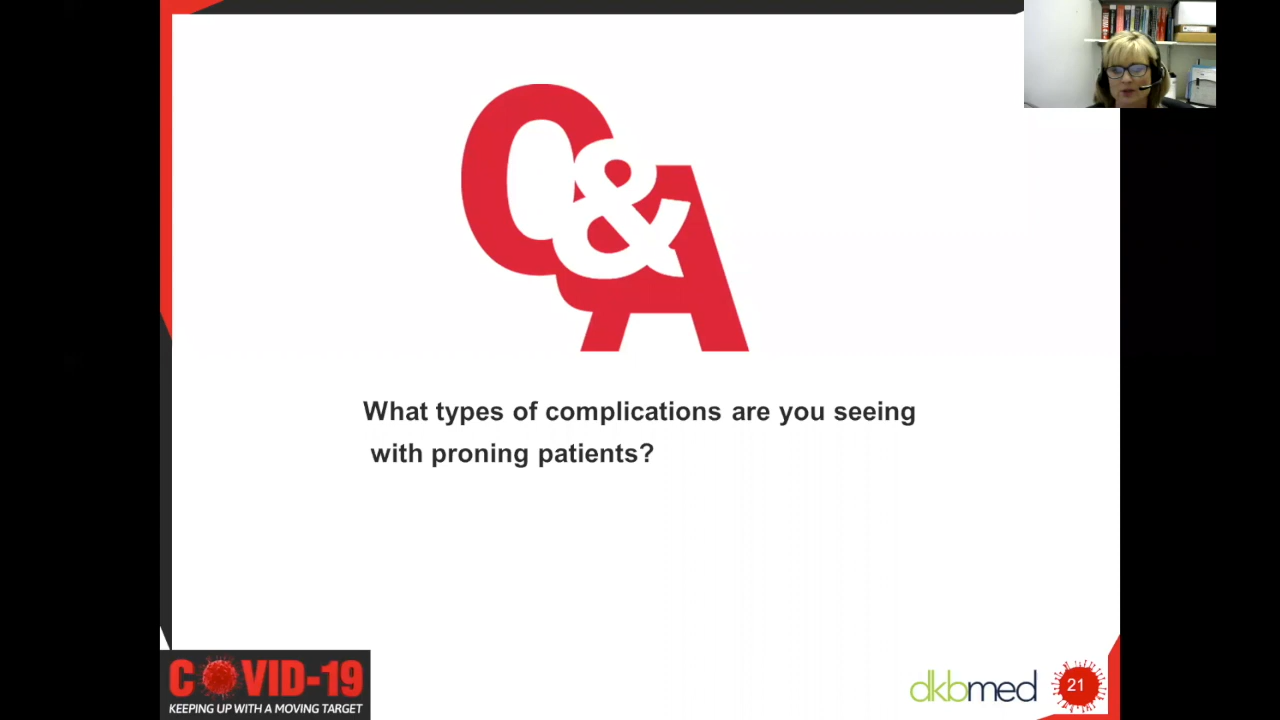 Q&A
What types of complications are you seeing
with proning patients?
COVID-19
KEEPING UP WITH A MOVING TARGET
dkbmed
21